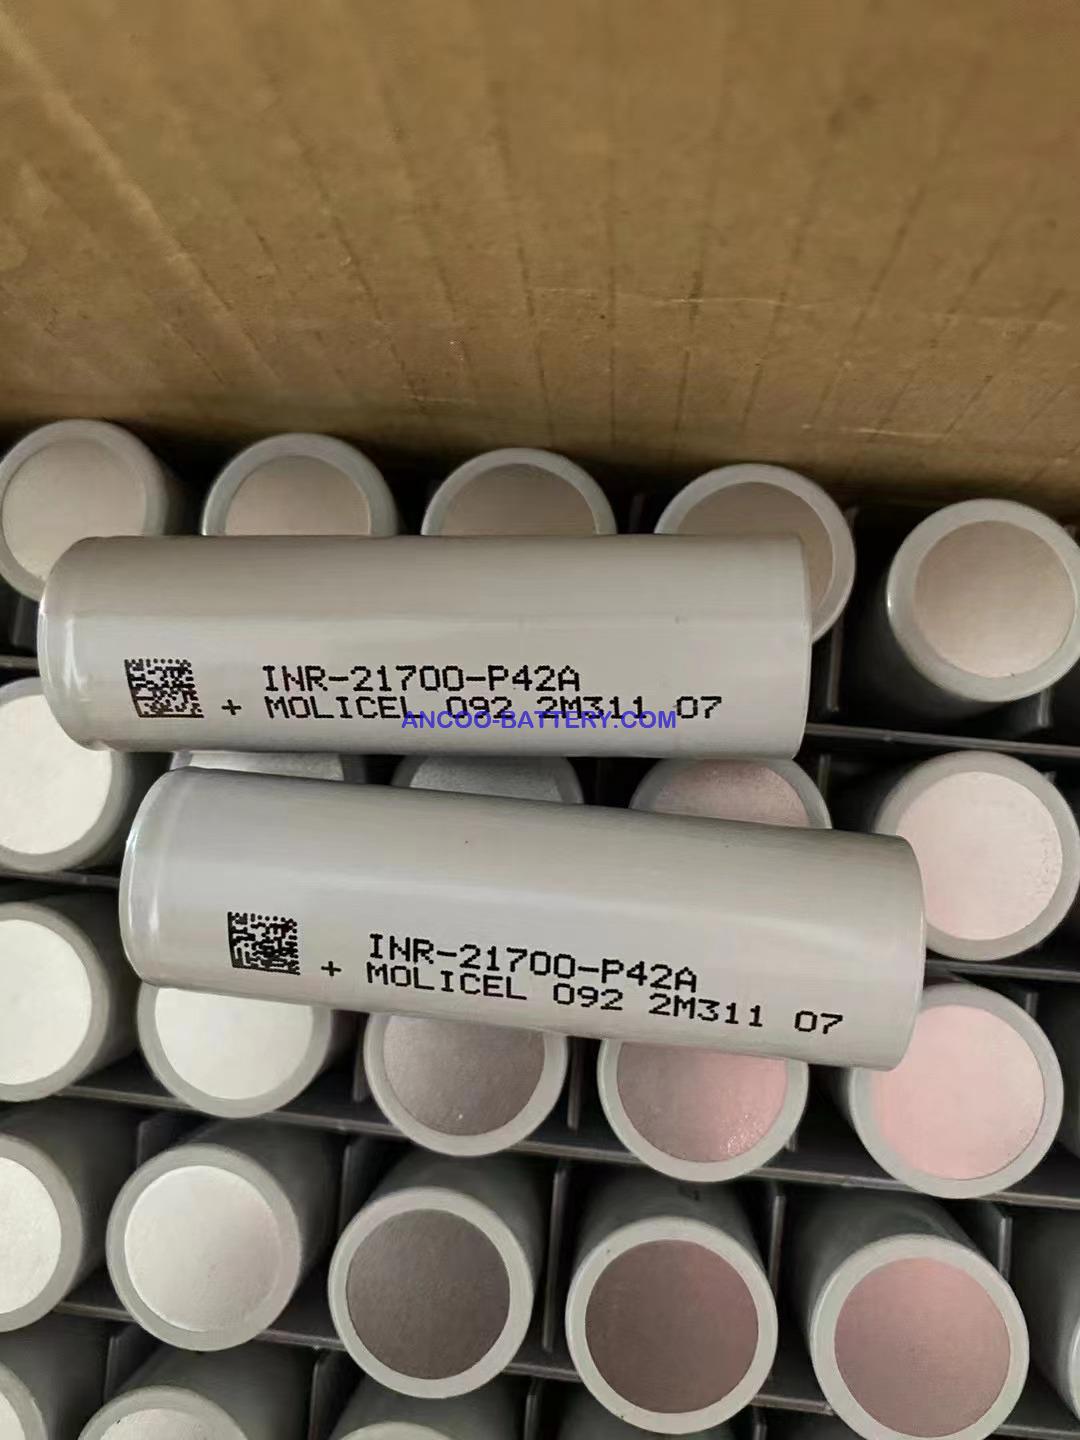 INR-21700-P42A
+ MOLICEL 092 2M311 07
ANCOO-BATTERY.COM
INR-21700-P42A
+ MOLICEL 092 2M311 07